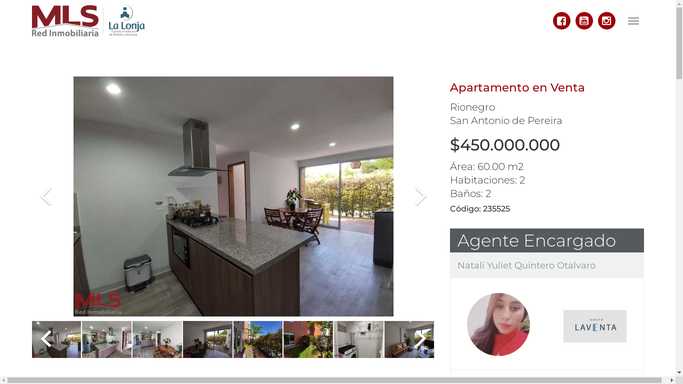 MLS
Red Inmobiliaria
La Lonja
Apartamento en Venta
Rionegro
San Antonio de Pereira
$450.000.000
Área: 60.00 m2
Habitaciones: 2
Baños: 2
Código: 235525
Agente Encargado
Natali Yuliet Quintero Otalvaro
MLS
Red Inmobiliaria
LAVENTA